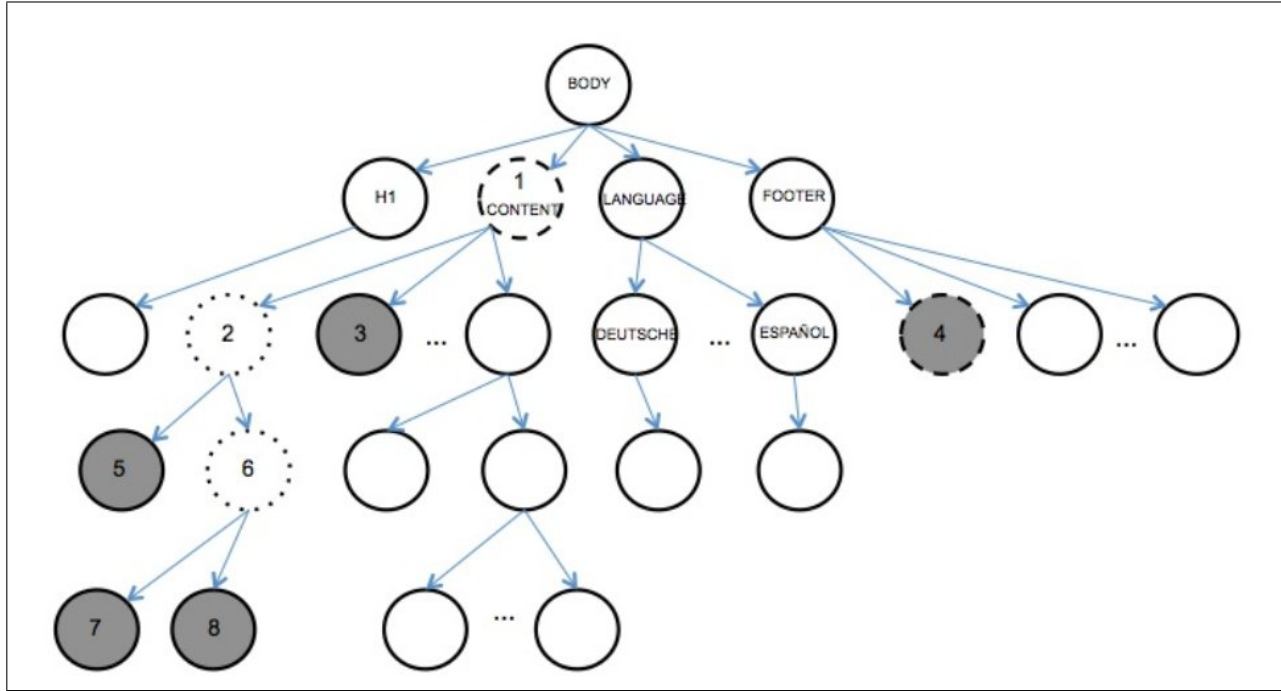 BODY
H1
1
CONTENT
LANGUAGE
FOOTER
2
3
...
DEUTSCHE
...
ESPAÑOL
4
...
5
6
7
8
...